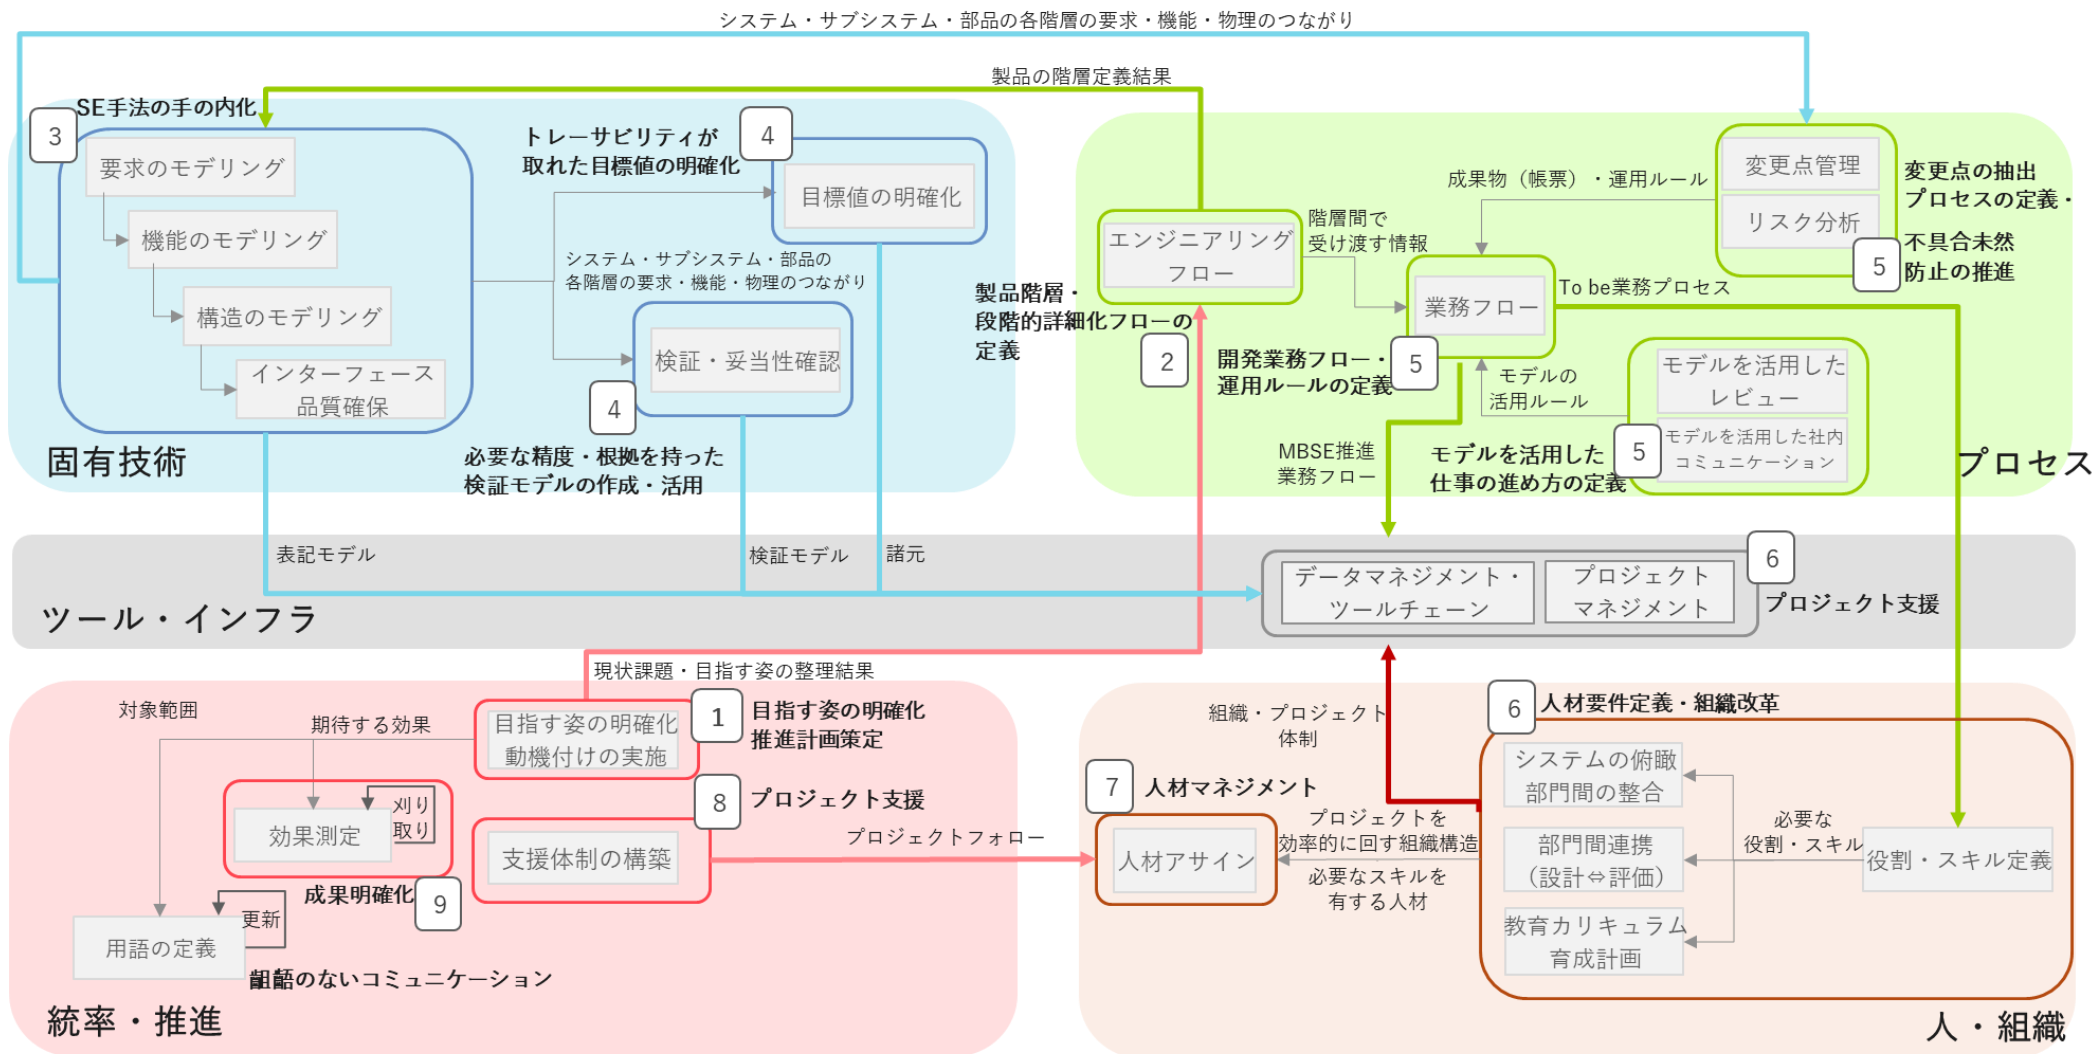 システム・サブシステム・部品の各階層の要求・機能・物理のつながり
製品の階層定義結果
3
SE手法の手の内化
要求のモデリング
機能のモデリング
構造のモデリング
インターフェース
品質確保
固有技術
トレーサビリティが
取れた目標値の明確化
4
目標値の明確化
システム・サブシステム・部品の
各階層の要求・機能・物理のつながり
検証・妥当性確認
4
必要な精度・根拠を持った
検証モデルの作成・活用
エンジニアリング
フロー
製品階層・
段階的詳細化フローの
定義
2
階層間で
受け渡す情報
成果物（帳票）・運用ルール
変更点管理
リスク分析
5
変更点の抽出
プロセスの定義・
不具合未然
防止の推進
業務フロー
To be業務プロセス
開発業務フロー・
運用ルールの定義
5
モデルの
活用ルール
モデルを活用した
レビュー
モデルを活用した社内
コミュニケーション
5
モデルを活用した
仕事の進め方の定義
MBSE推進
業務フロー
プロセス
表記モデル
検証モデル
諸元
ツール・インフラ
データマネジメント・
ツールチェーン
プロジェクト
マネジメント
6
プロジェクト支援
現状課題・目指す姿の整理結果
対象範囲
期待する効果
目指す姿の明確化
動機付けの実施
1
目指す姿の明確化
推進計画策定
効果測定
刈り
取り
成果明確化
9
支援体制の構築
8
プロジェクト支援
プロジェクトフォロー
用語の定義
更新
齟齬のないコミュニケーション
統率・推進
組織・プロジェクト
体制
6
人材要件定義・組織改革
7
人材マネジメント
人材アサイン
プロジェクトを
効率的に回す組織構造
必要なスキルを
有する人材
システムの俯瞰
部門間の整合
部門間連携
（設計⇔評価）
教育カリキュラム
育成計画
必要な
役割・スキル
役割・スキル定義
人・組織